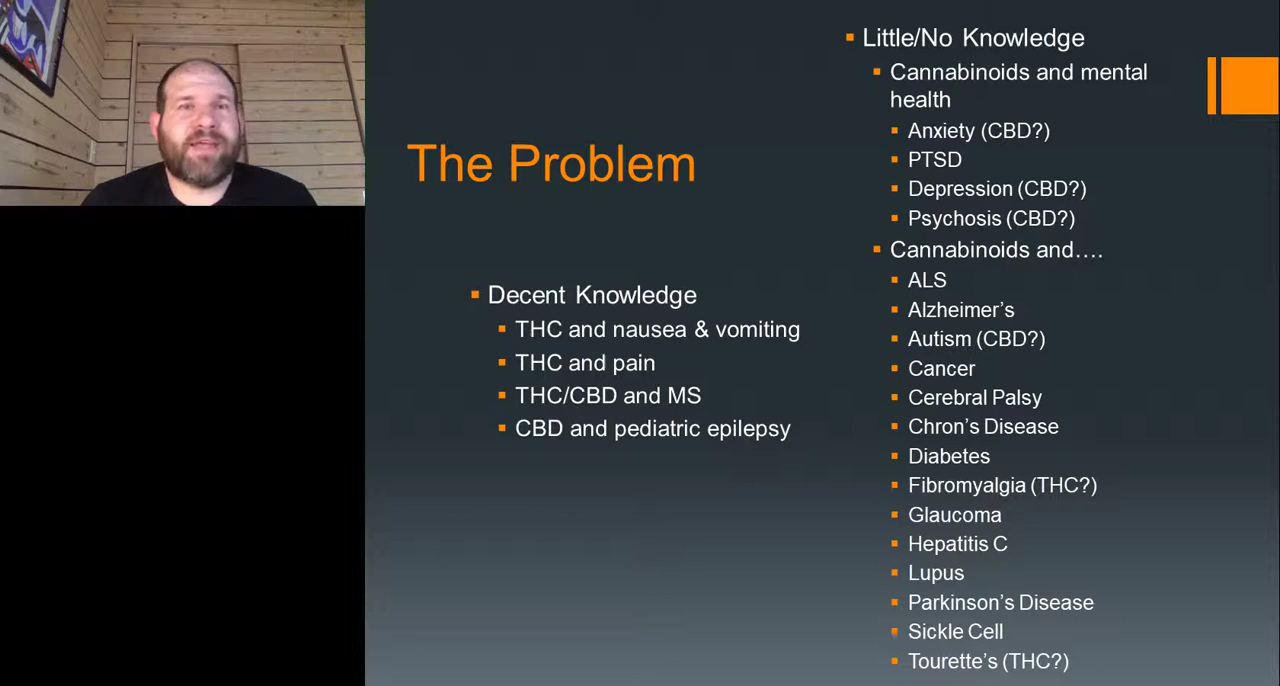 The Problem
Decent Knowledge
THC and nausea & vomiting
THC and pain
THC/CBD and MS
CBD and pediatric epilepsy
Little/No Knowledge
Cannabinoids and mental
health
Anxiety (CBD?)
PTSD
Depression (CBD?)
Psychosis (CBD?)
Cannabinoids and….
ALS
Alzheimer’s
Autism (CBD?)
Cancer
Cerebral Palsy
Chron’s Disease
Diabetes
Fibromyalgia (THC?)
Glaucoma
Hepatitis C
Lupus
Parkinson’s Disease
Sickle Cell
Tourette’s (THC?)